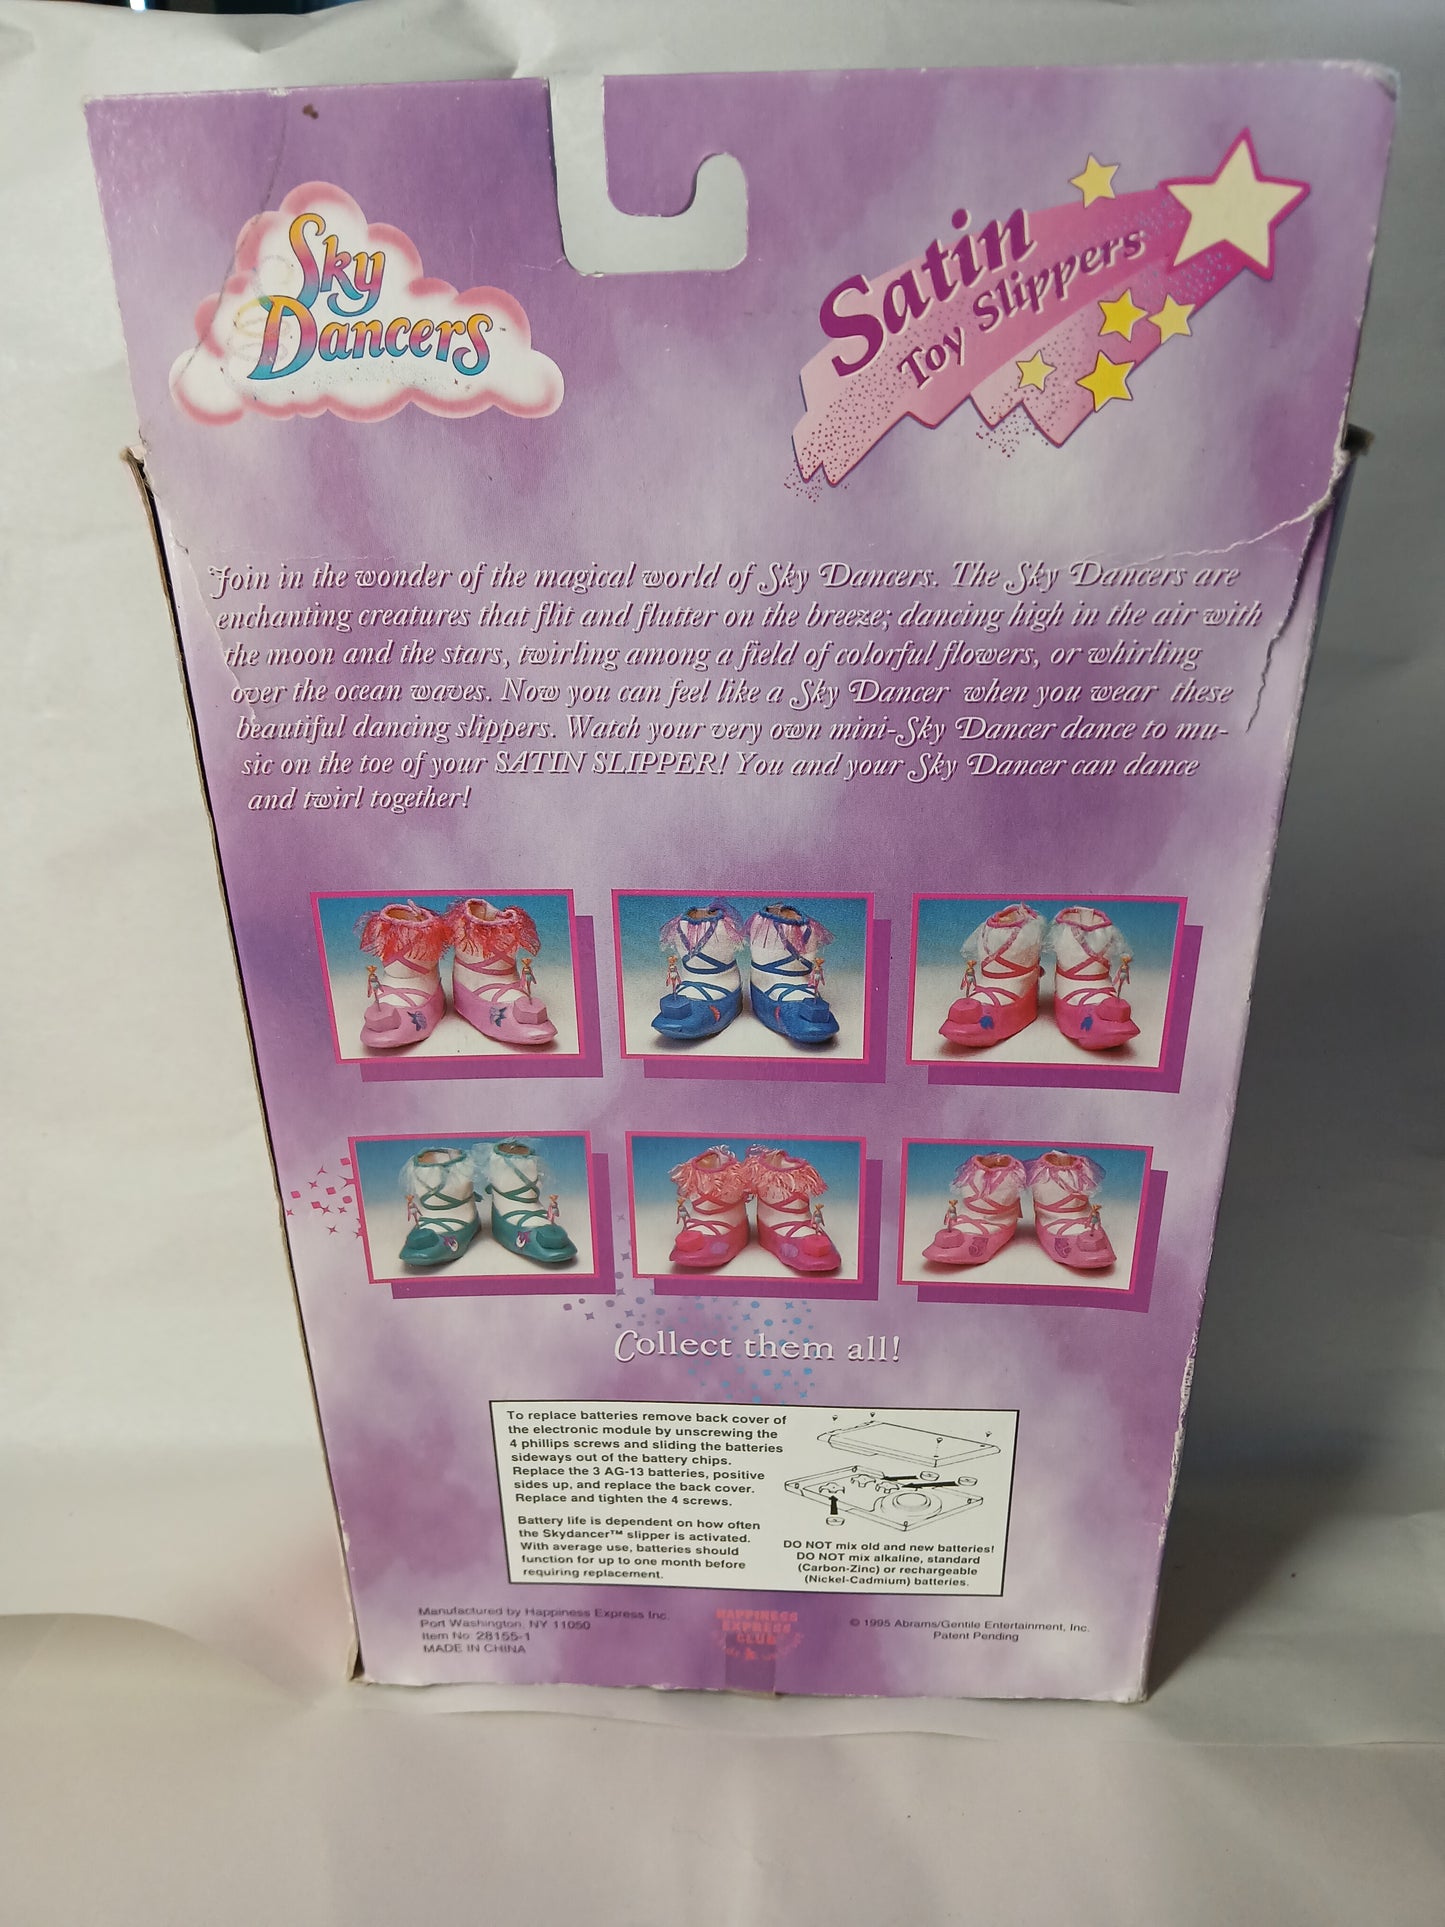 Sky
Dancers™
Satin
Toy Slippers
Join in the wonder of the magical world of Sky Dancers. The Sky Dancers are
enchanting creatures that flit and flutter on the breeze; dancing high in the air with
the moon and the stars, twirling among a field of colorful flowers, or whirling
over the ocean waves. Now you can feel like a Sky Dancer when you wear these
beautiful dancing slippers. Watch your very own mini-Sky Dancer dance to mu-
sic on the toe of your SATIN SLIPPER! You and your Sky Dancer can dance
and twirl together!
Collect them all!
To replace batteries remove back cover of
the electronic module by unscrewing the
4 phillips screws and sliding the batteries
sideways out of the battery chips.
Replace the 3 AG-13 batteries, positive
sides up, and replace the back cover.
Replace and tighten the 4 screws.
Battery life is dependent on how often
the Skydancer™ slipper is activated.
With average use, batteries should
function for up to one month before
requiring replacement.
DO NOT mix old and new batteries!
DO NOT mix alkaline, standard
(Carbon-Zinc) or rechargeable
(Nickel-Cadmium) batteries.
Manufactured by Happiness Express Inc.
Port Washington, NY 11050
Item No. 28155-1
MADE IN CHINA
HAPPINESS
EXPRESS
CLUB
© 1995 Abrams/Gentile Entertainment, Inc.
Patent Pending